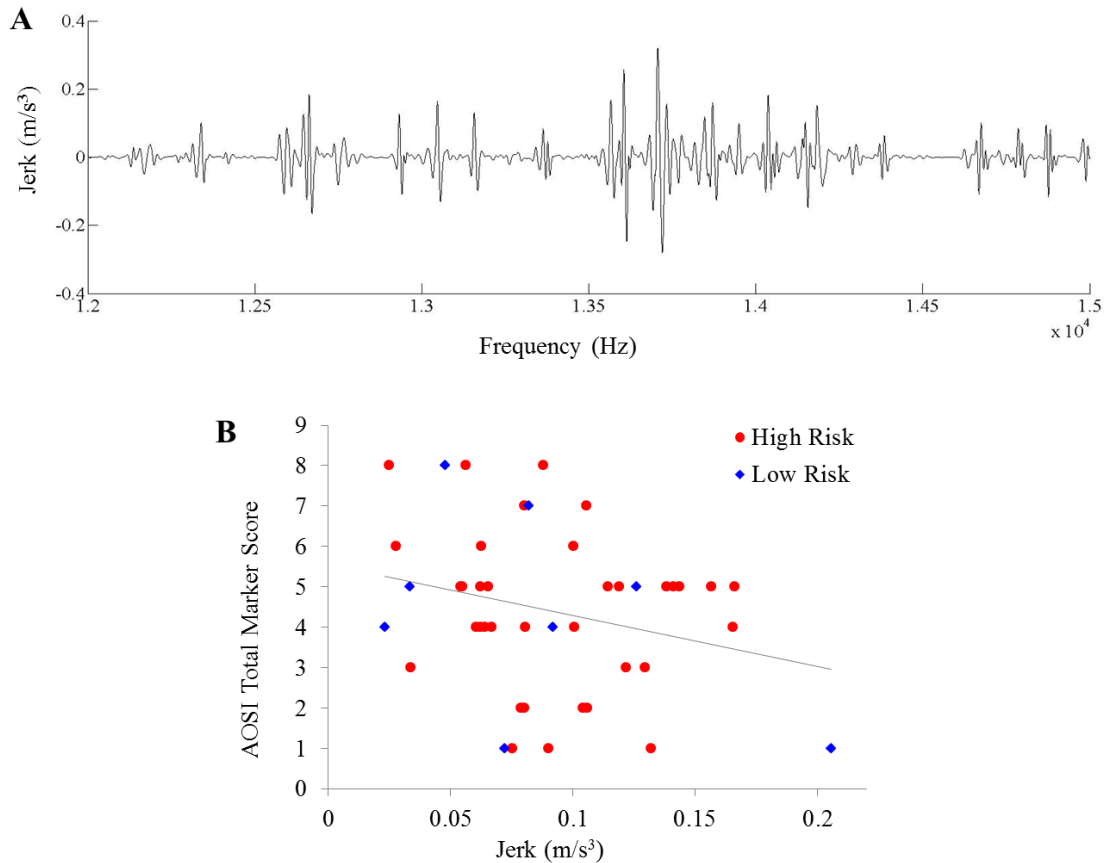 A
Jerk (m/s³)
0.4
0.2
0
-0.2
-0.4
1.2 1.25 1.3 1.35 1.4 1.45 1.5
x 10⁴
Frequency (Hz)
B
High Risk
Low Risk
AOSI Total Marker Score
9
8
7
6
5
4
3
2
1
0
0 0.05 0.1 0.15 0.2
Jerk (m/s³)